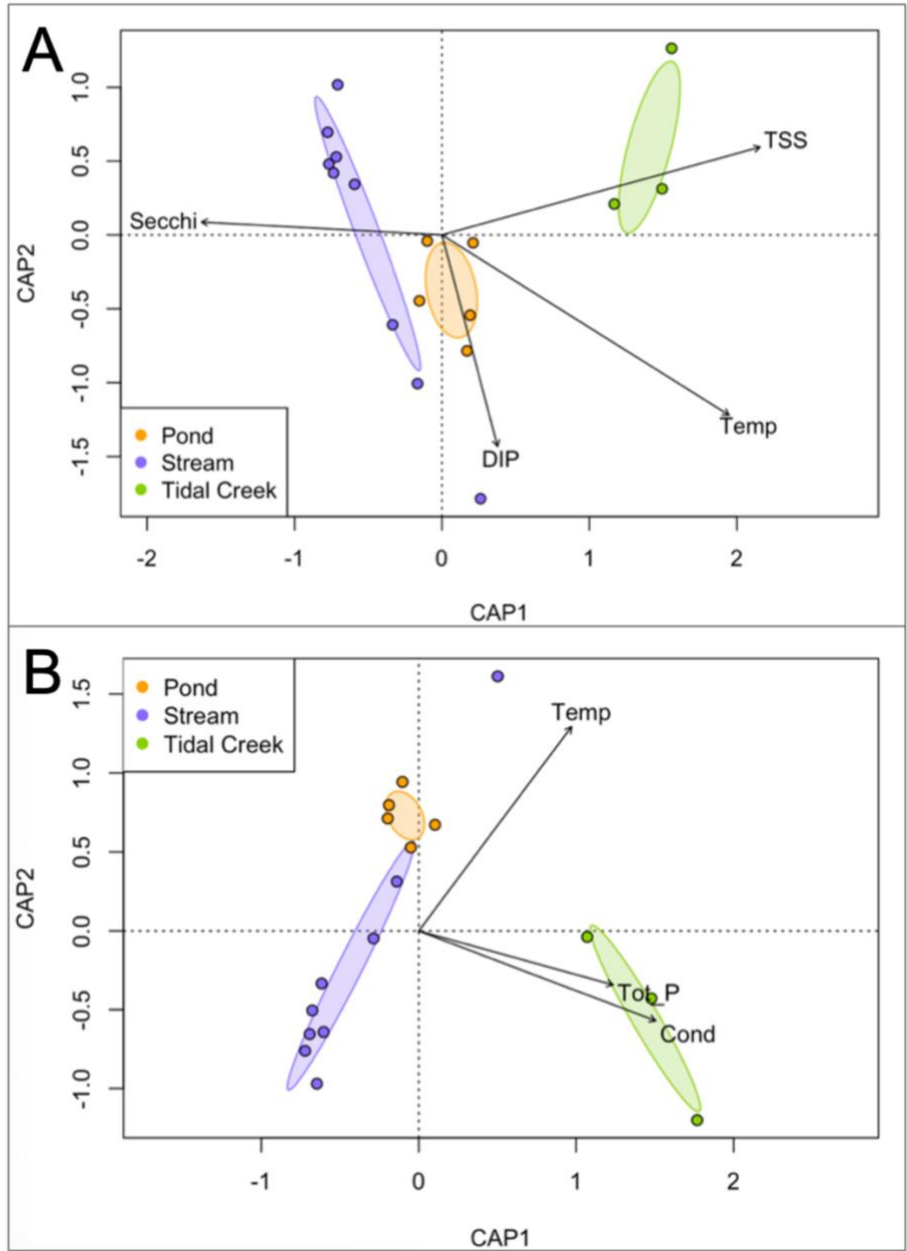 A
CAP2
1.0
0.5
0.0
-0.5
-1.0
-1.5
TSS
Secchi
Temp
DIP
Pond
Stream
Tidal Creek
-2 -1 0 1 2
CAP1
B
CAP2
1.5
1.0
0.5
0.0
-0.5
-1.0
Pond
Stream
Tidal Creek
Temp
Tot_P
Cond
-1 0 1 2
CAP1